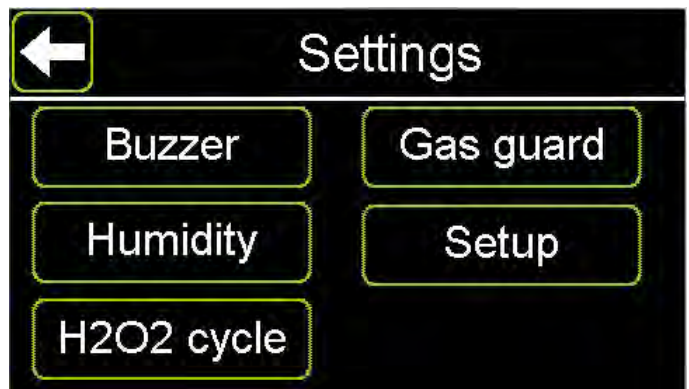 Settings
Buzzer
Gas guard
Humidity
Setup
H2O2 cycle